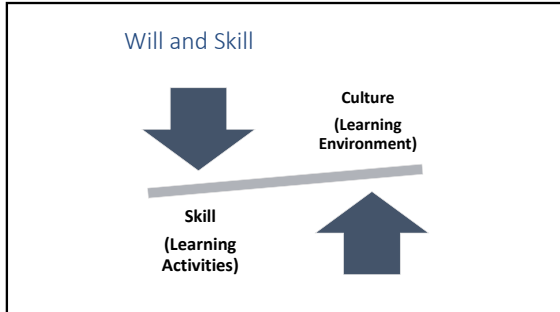 Will and Skill
Culture
(Learning
Environment)
Skill
(Learning
Activities)